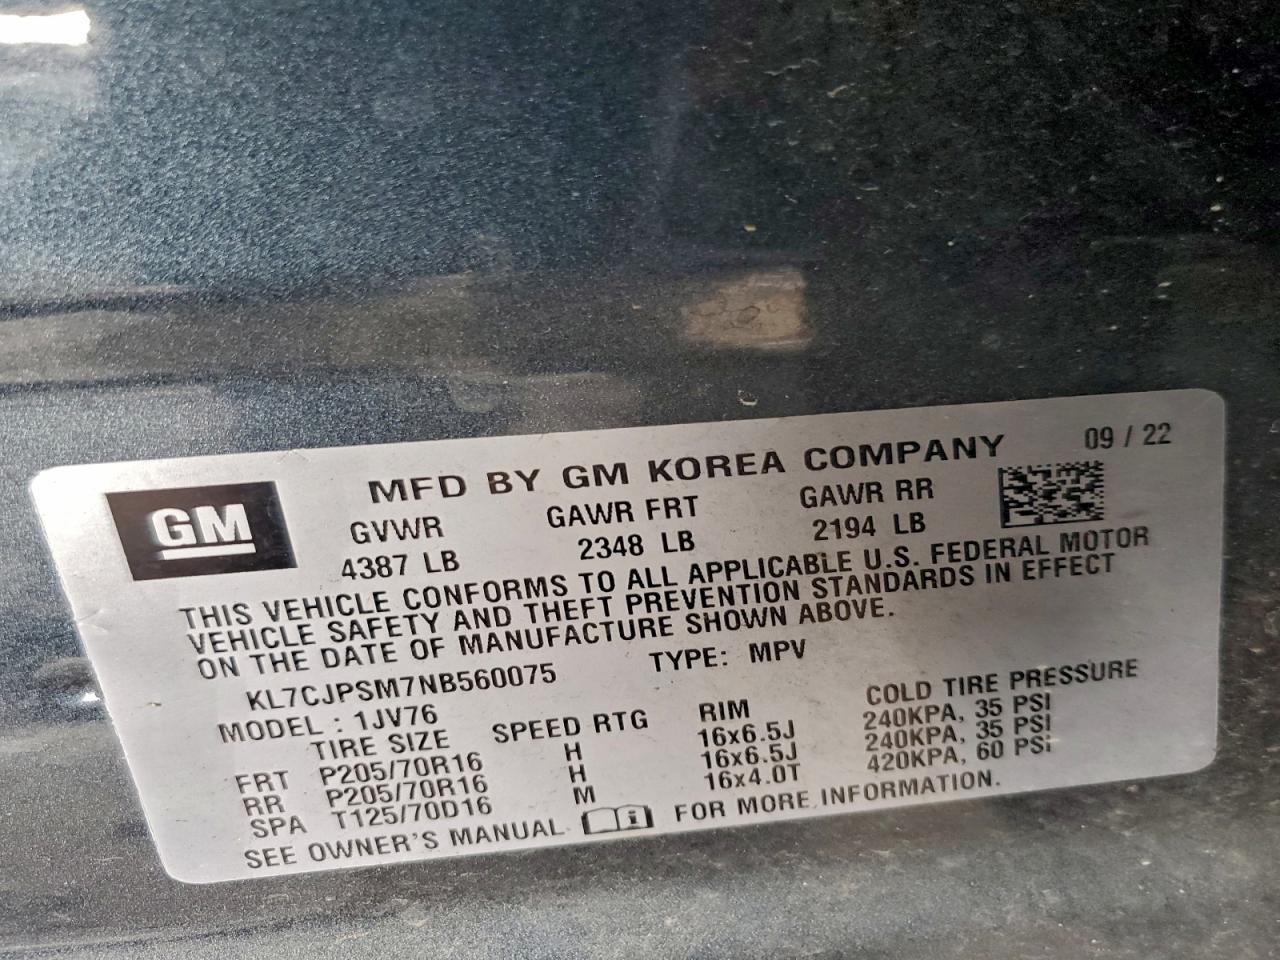 MFD BY GM KOREA COMPANY 09 / 22
GM
GVWR GAWR FRT GAWR RR
4387 LB 2348 LB 2194 LB
THIS VEHICLE CONFORMS TO ALL APPLICABLE U.S. FEDERAL MOTOR
VEHICLE SAFETY AND THEFT PREVENTION STANDARDS IN EFFECT
ON THE DATE OF MANUFACTURE SHOWN ABOVE.
KL7CJPSM7NB560075 TYPE: MPV
MODEL : 1JV76
TIRE SIZE SPEED RTG RIM COLD TIRE PRESSURE
FRT P205/70R16 H 16x6.5J 240KPA, 35 PSI
RR P205/70R16 H 16x6.5J 240KPA, 35 PSI
SPA T125/70D16 M 16x4.0T 420KPA, 60 PSI
SEE OWNER'S MANUAL i FOR MORE INFORMATION.